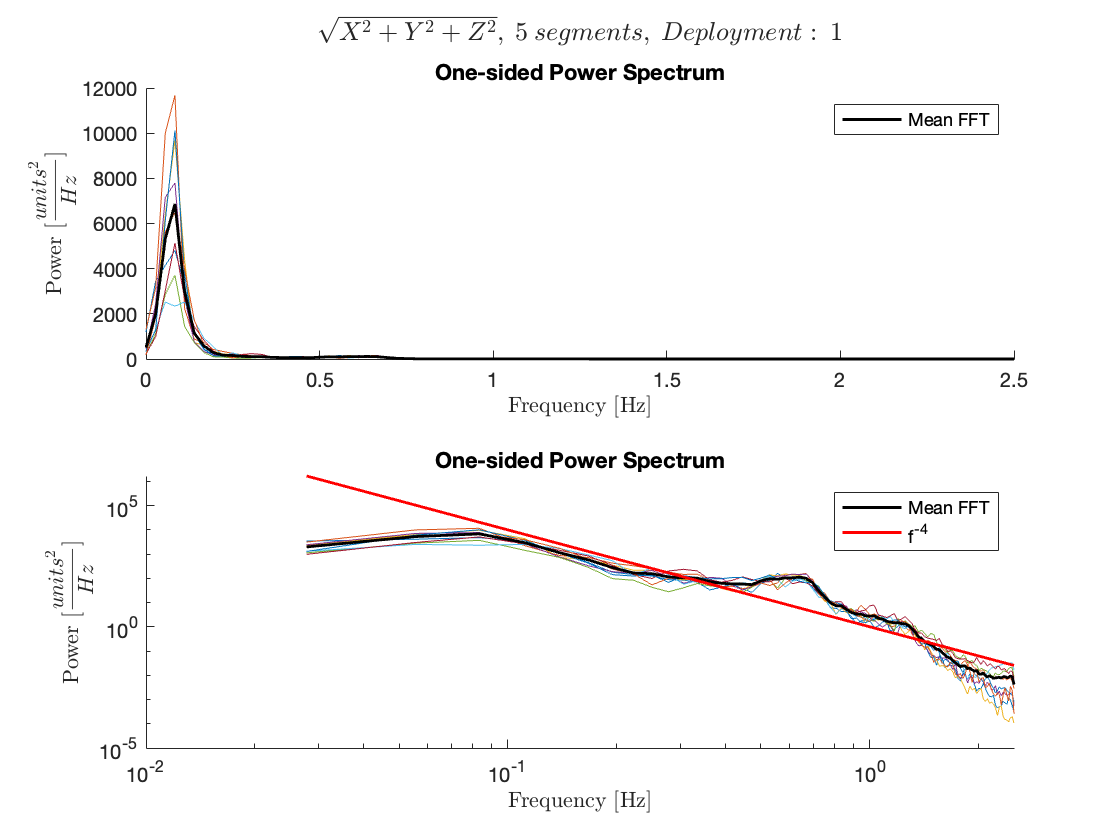 √X² + Y² + Z², 5 segments, Deployment : 1
One-sided Power Spectrum
Power [units²/Hz]
12000
10000
8000
6000
4000
2000
0
Mean FFT
0 0.5 1 1.5 2 2.5
Frequency [Hz]
One-sided Power Spectrum
Power [units²/Hz]
10⁵
10⁰
10⁻⁵
Mean FFT
f⁻⁴
10⁻² 10⁻¹ 10⁰
Frequency [Hz]